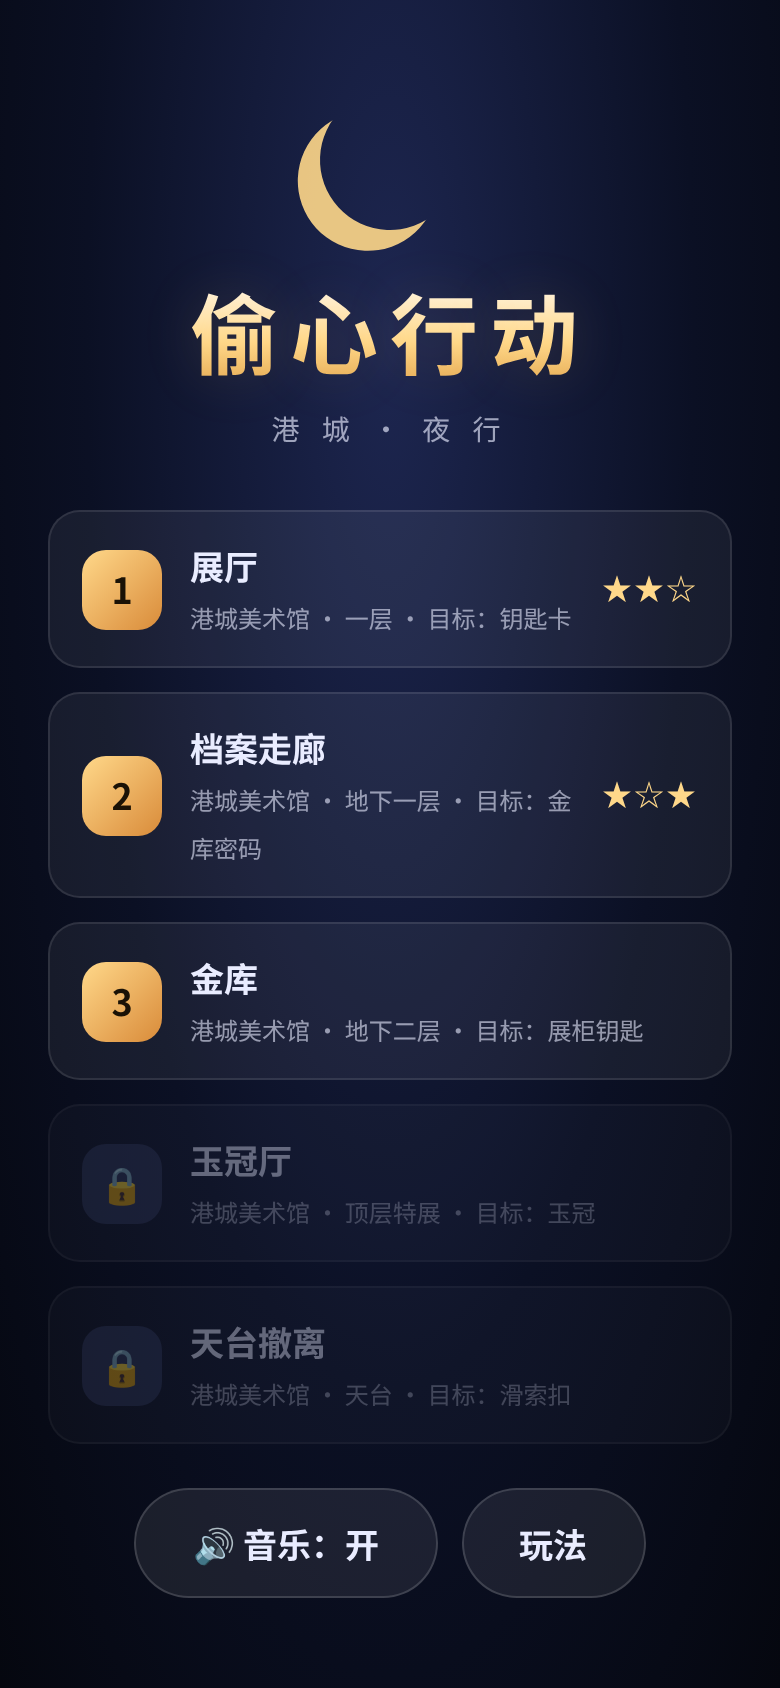 偷心行动
港城·夜行
1
展厅
港城美术馆 · 一层 · 目标：钥匙卡
★★☆
2
档案走廊
港城美术馆 · 地下一层 · 目标：金
库密码
★☆★
3
金库
港城美术馆 · 地下二层 · 目标：展柜钥匙
🔒
玉冠厅
港城美术馆 · 顶层特展 · 目标：玉冠
🔒
天台撤离
港城美术馆 · 天台 · 目标：滑索扣
🔊 音乐：开
玩法